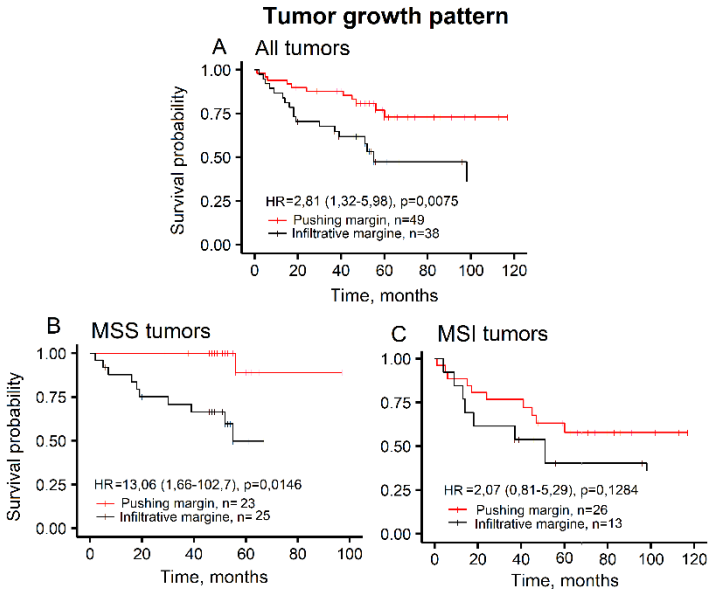 Tumor growth pattern
A All tumors
Survival probability
1.00
0.75
0.50
0.25
0.00
HR=2,81 (1,32-5,98), p=0,0075
Pushing margin, n=49
Infiltrative margine, n=38
0 20 40 60 80 100 120
Time, months
B MSS tumors
Survival probability
1.00
0.75
0.50
0.25
0.00
HR=13,06 (1,66-102,7), p=0,0146
Pushing margin, n= 23
Infiltrative margine, n= 25
0 20 40 60 80 100
Time, months
C MSI tumors
1.00
0.75
0.50
0.25
0.00
HR =2,07 (0,81-5,29), p=0,1284
Pushing margin, n=26
Infiltrative margine, n=13
0 20 40 60 80 100 120
Time, months